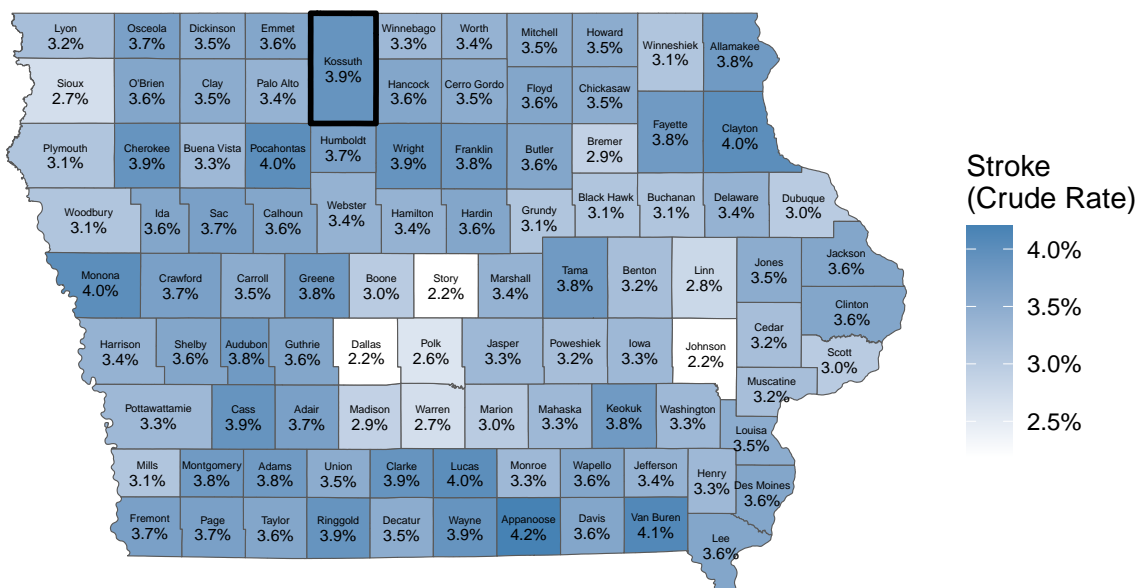 Lyon
3.2%
Osceola
3.7%
Dickinson
3.5%
Emmet
3.6%
Kossuth
3.9%
Winnebago
3.3%
Worth
3.4%
Mitchell
3.5%
Howard
3.5%
Winneshiek
3.1%
Allamakee
3.8%
Sioux
2.7%
O'Brien
3.6%
Clay
3.5%
Palo Alto
3.4%
Hancock
3.6%
Cerro Gordo
3.5%
Floyd
3.6%
Chickasaw
3.5%
Fayette
3.8%
Clayton
4.0%
Plymouth
3.1%
Cherokee
3.9%
Buena Vista
3.3%
Pocahontas
4.0%
Humboldt
3.7%
Wright
3.9%
Franklin
3.8%
Butler
3.6%
Bremer
2.9%
Woodbury
3.1%
Ida
3.6%
Sac
3.7%
Calhoun
3.6%
Webster
3.4%
Hamilton
3.4%
Hardin
3.6%
Grundy
3.1%
Black Hawk
3.1%
Buchanan
3.1%
Delaware
3.4%
Dubuque
3.0%
Monona
4.0%
Crawford
3.7%
Carroll
3.5%
Greene
3.8%
Boone
3.0%
Story
2.2%
Marshall
3.4%
Tama
3.8%
Benton
3.2%
Linn
2.8%
Jones
3.5%
Jackson
3.6%
Clinton
3.6%
Harrison
3.4%
Shelby
3.6%
Audubon
3.8%
Guthrie
3.6%
Dallas
2.2%
Polk
2.6%
Jasper
3.3%
Poweshiek
3.2%
Iowa
3.3%
Johnson
2.2%
Cedar
3.2%
Scott
3.0%
Muscatine
3.2%
Pottawattamie
3.3%
Cass
3.9%
Adair
3.7%
Madison
2.9%
Warren
2.7%
Marion
3.0%
Mahaska
3.3%
Keokuk
3.8%
Washington
3.3%
Louisa
3.5%
Mills
3.1%
Montgomery
3.8%
Adams
3.8%
Union
3.5%
Clarke
3.9%
Lucas
4.0%
Monroe
3.3%
Wapello
3.6%
Jefferson
3.4%
Henry
3.3%
Des Moines
3.6%
Fremont
3.7%
Page
3.7%
Taylor
3.6%
Ringgold
3.9%
Decatur
3.5%
Wayne
3.9%
Appanoose
4.2%
Davis
3.6%
Van Buren
4.1%
Lee
3.6%
Stroke
(Crude Rate)
4.0%
3.5%
3.0%
2.5%